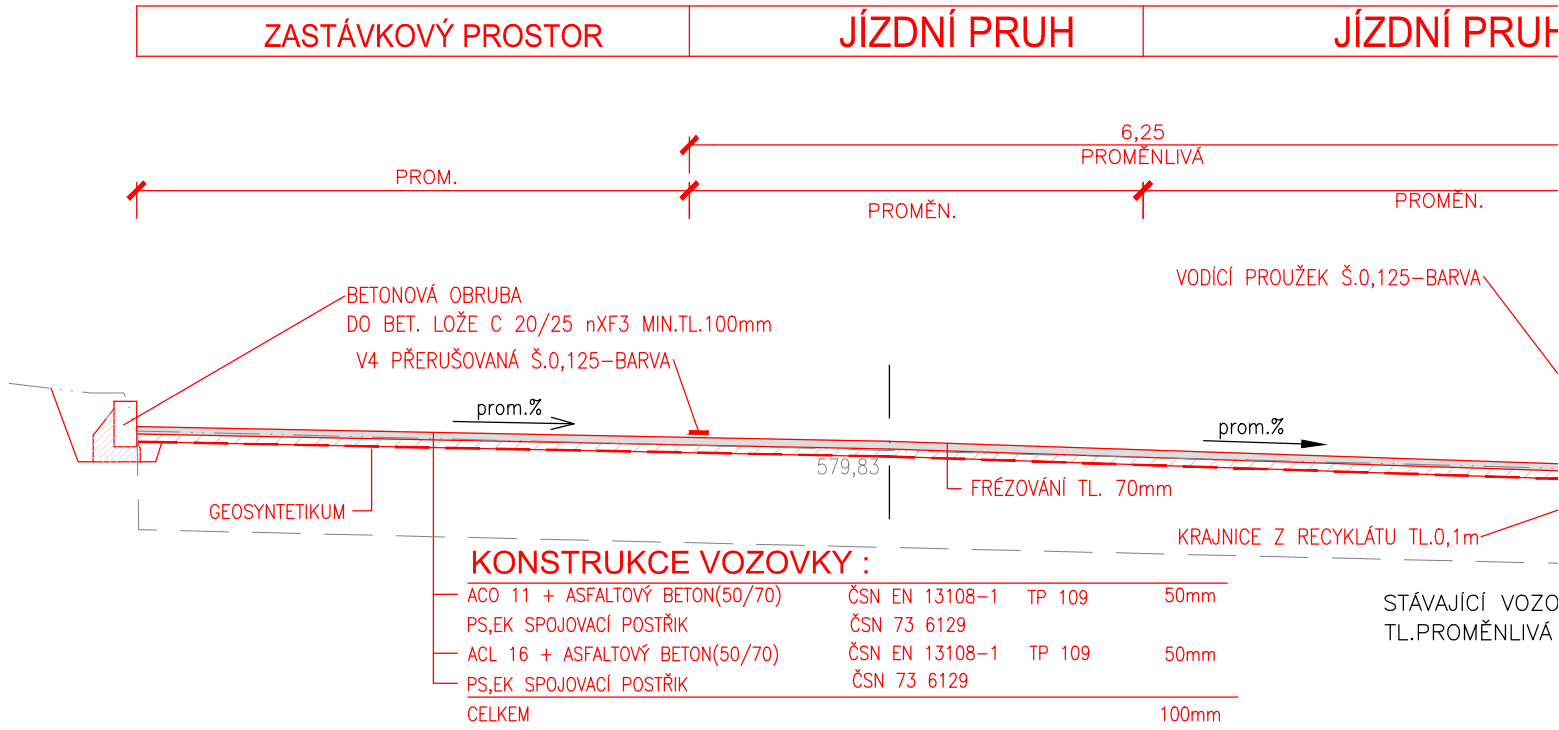 ZASTÁVKOVÝ PROSTOR
JÍZDNÍ PRUH
JÍZDNÍ PRUH
6,25
PROMĚNLIVÁ
PROM.
PROMĚN.
PROMĚN.
VODÍCÍ PROUŽEK Š.0,125-BARVA
BETONOVÁ OBRUBA
DO BET. LOŽE C 20/25 nXF3 MIN.TL.100mm
V4 PŘERUŠOVANÁ Š.0,125-BARVA
prom.%
prom.%
579,83
FRÉZOVÁNÍ TL. 70mm
GEOSYNTETIKUM
KRAJNICE Z RECYKLÁTU TL.0,1m
KONSTRUKCE VOZOVKY :
ACO 11 + ASFALTOVÝ BETON(50/70) ČSN EN 13108-1 TP 109 50mm
PS,EK SPOJOVACÍ POSTŘIK ČSN 73 6129
ACL 16 + ASFALTOVÝ BETON(50/70) ČSN EN 13108-1 TP 109 50mm
PS,EK SPOJOVACÍ POSTŘIK ČSN 73 6129
CELKEM 100mm
STÁVAJÍCÍ VOZO
TL.PROMĚNLIVÁ